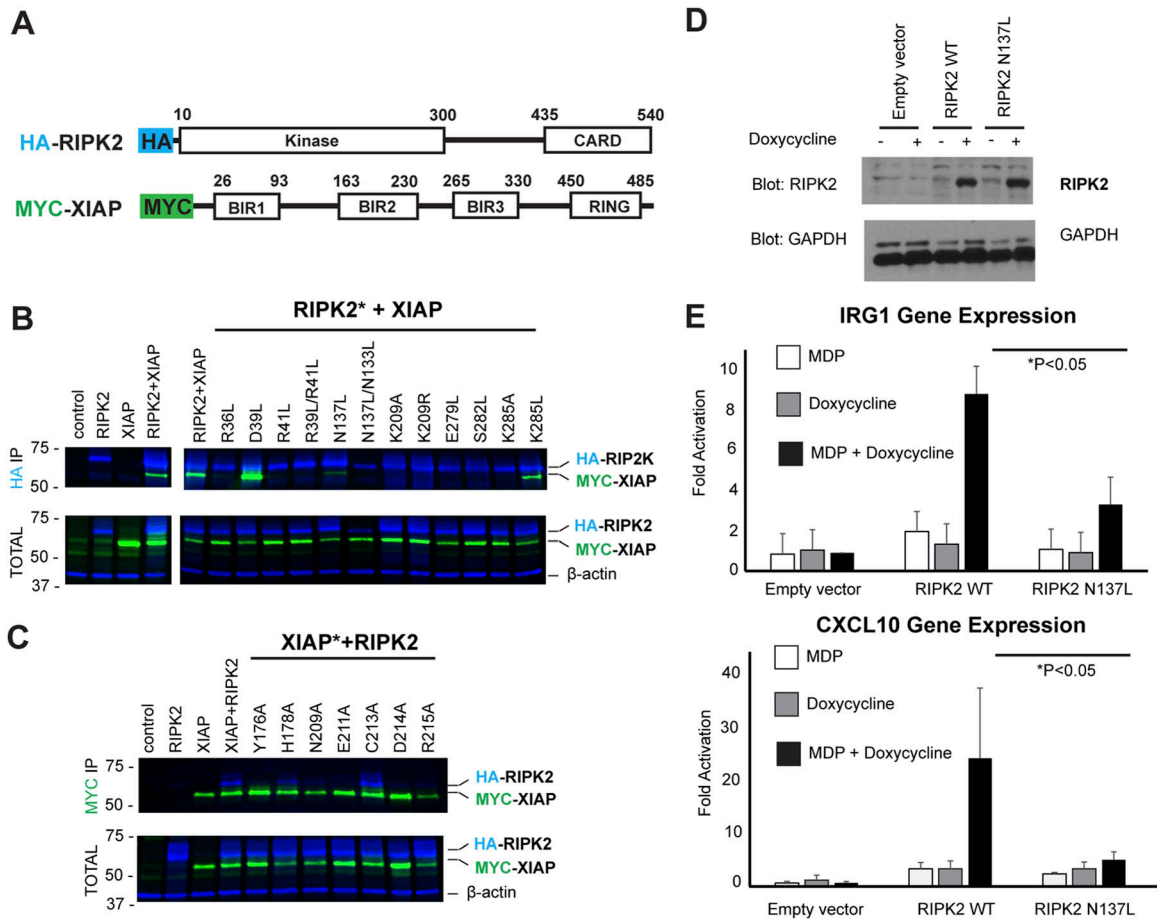 A
10 300 435 540
HA-RIPK2 HA Kinase CARD
26 93 163 230 265 330 450 485
MYC-XIAP MYC BIR1 BIR2 BIR3 RING
B
RIPK2* + XIAP
control
RIPK2
XIAP
RIPK2+XIAP
RIPK2+XIAP
R36L
D39L
R41L
R39L/R41L
N137L
N137L/N133L
K209A
K209R
E279L
S282L
K285A
K285L
HA IP
75 -
50 -
HA-RIP2K
MYC-XIAP
TOTAL
75 -
50 -
37 -
HA-RIPK2
MYC-XIAP
β-actin
C
XIAP*+RIPK2
control
RIPK2
XIAP
XIAP+RIPK2
Y176A
H178A
N209A
E211A
C213A
D214A
R215A
MYC IP
75 -
50 -
HA-RIPK2
MYC-XIAP
TOTAL
75 -
50 -
37 -
HA-RIPK2
MYC-XIAP
β-actin
D
Empty vector
RIPK2 WT
RIPK2 N137L
Doxycycline - + - + - +
Blot: RIPK2 RIPK2
Blot: GAPDH GAPDH
E
IRG1 Gene Expression
MDP
Doxycycline
MDP + Doxycycline
*P<0.05
Fold Activation
10
8
6
4
2
0
Empty vector RIPK2 WT RIPK2 N137L
CXCL10 Gene Expression
MDP
Doxycycline
MDP + Doxycycline
*P<0.05
Fold Activation
40
30
20
10
0
Empty vector RIPK2 WT RIPK2 N137L